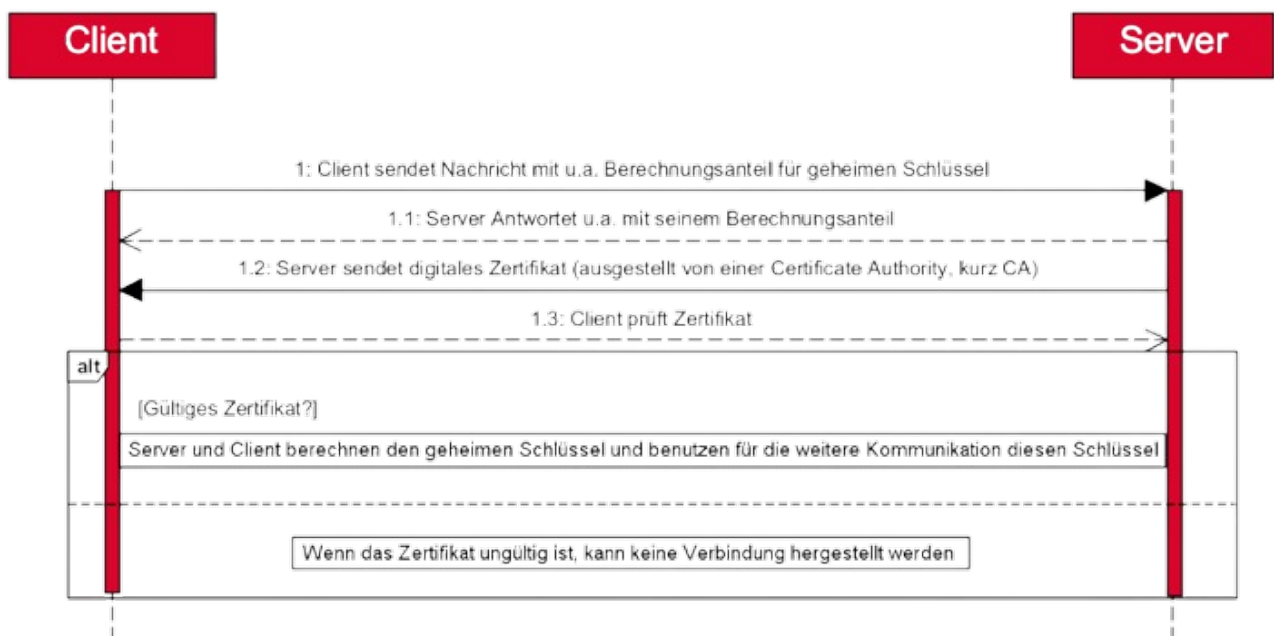 Client
Server
1: Client sendet Nachricht mit u.a. Berechnungsanteil für geheimen Schlüssel
1.1: Server Antwortet u.a. mit seinem Berechnungsanteil
1.2: Server sendet digitales Zertifikat (ausgestellt von einer Certificate Authority, kurz CA)
1.3: Client prüft Zertifikat
alt
[Gültiges Zertifikat?]
Server und Client berechnen den geheimen Schlüssel und benutzen für die weitere Kommunikation diesen Schlüssel
Wenn das Zertifikat ungültig ist, kann keine Verbindung hergestellt werden